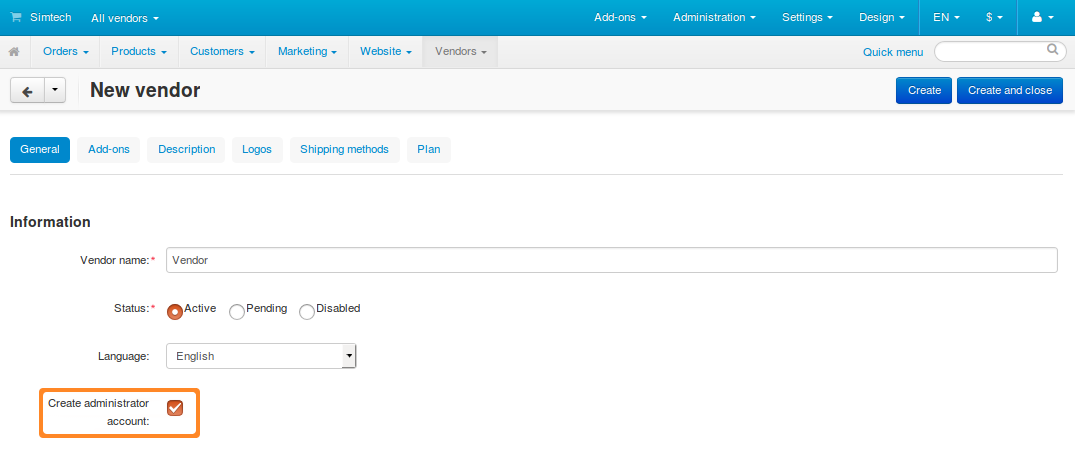 Simtech All vendors Add-ons Administration Settings Design EN $
Orders Products Customers Marketing Website Vendors Quick menu
New vendor Create Create and close
General Add-ons Description Logos Shipping methods Plan
Information
Vendor name:* Vendor
Status:* Active Pending Disabled
Language: English
Create administrator
account: